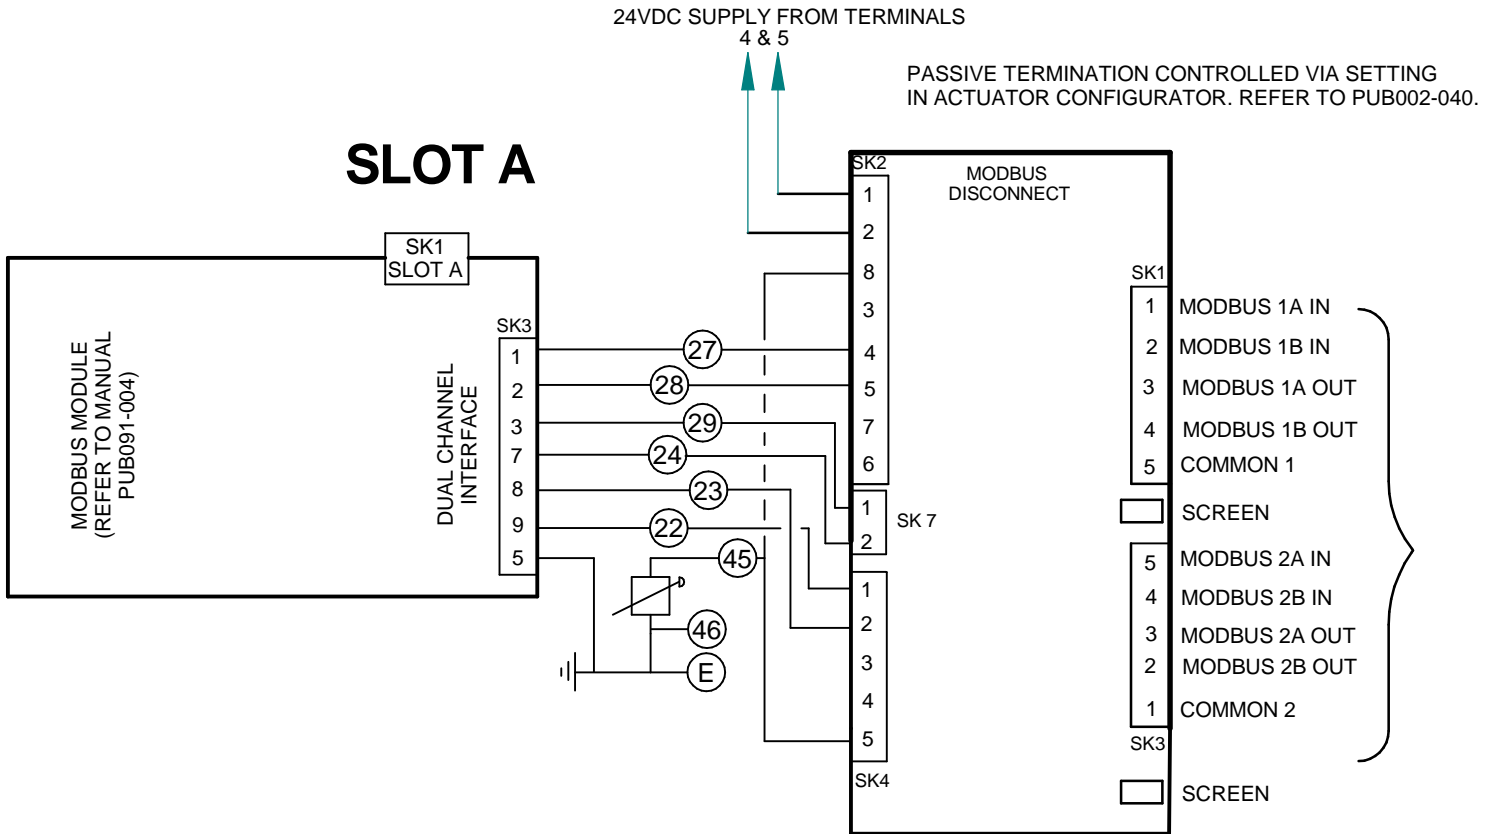 24VDC SUPPLY FROM TERMINALS
4 & 5
PASSIVE TERMINATION CONTROLLED VIA SETTING
IN ACTUATOR CONFIGURATOR. REFER TO PUB002-040.
SLOT A
SK1
SLOT A
MODBUS MODULE
(REFER TO MANUAL
PUB091-004)
DUAL CHANNEL
INTERFACE
SK3
1
2
3
7
8
9
5
27
28
29
24
23
22
45
46
E
SK2
1
2
8
3
4
5
7
6
1
2
SK 7
1
2
3
4
5
SK4
MODBUS
DISCONNECT
SK1
1 MODBUS 1A IN
2 MODBUS 1B IN
3 MODBUS 1A OUT
4 MODBUS 1B OUT
5 COMMON 1
SCREEN
5 MODBUS 2A IN
4 MODBUS 2B IN
3 MODBUS 2A OUT
2 MODBUS 2B OUT
1 COMMON 2
SK3
SCREEN